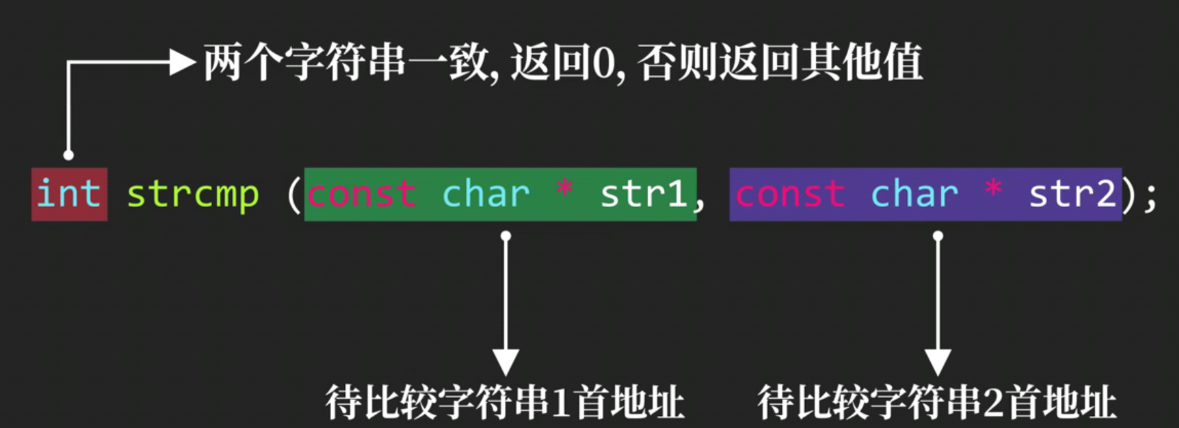 两个字符串一致, 返回0, 否则返回其他值
int strcmp (const char * str1, const char * str2);
待比较字符串1首地址 待比较字符串2首地址